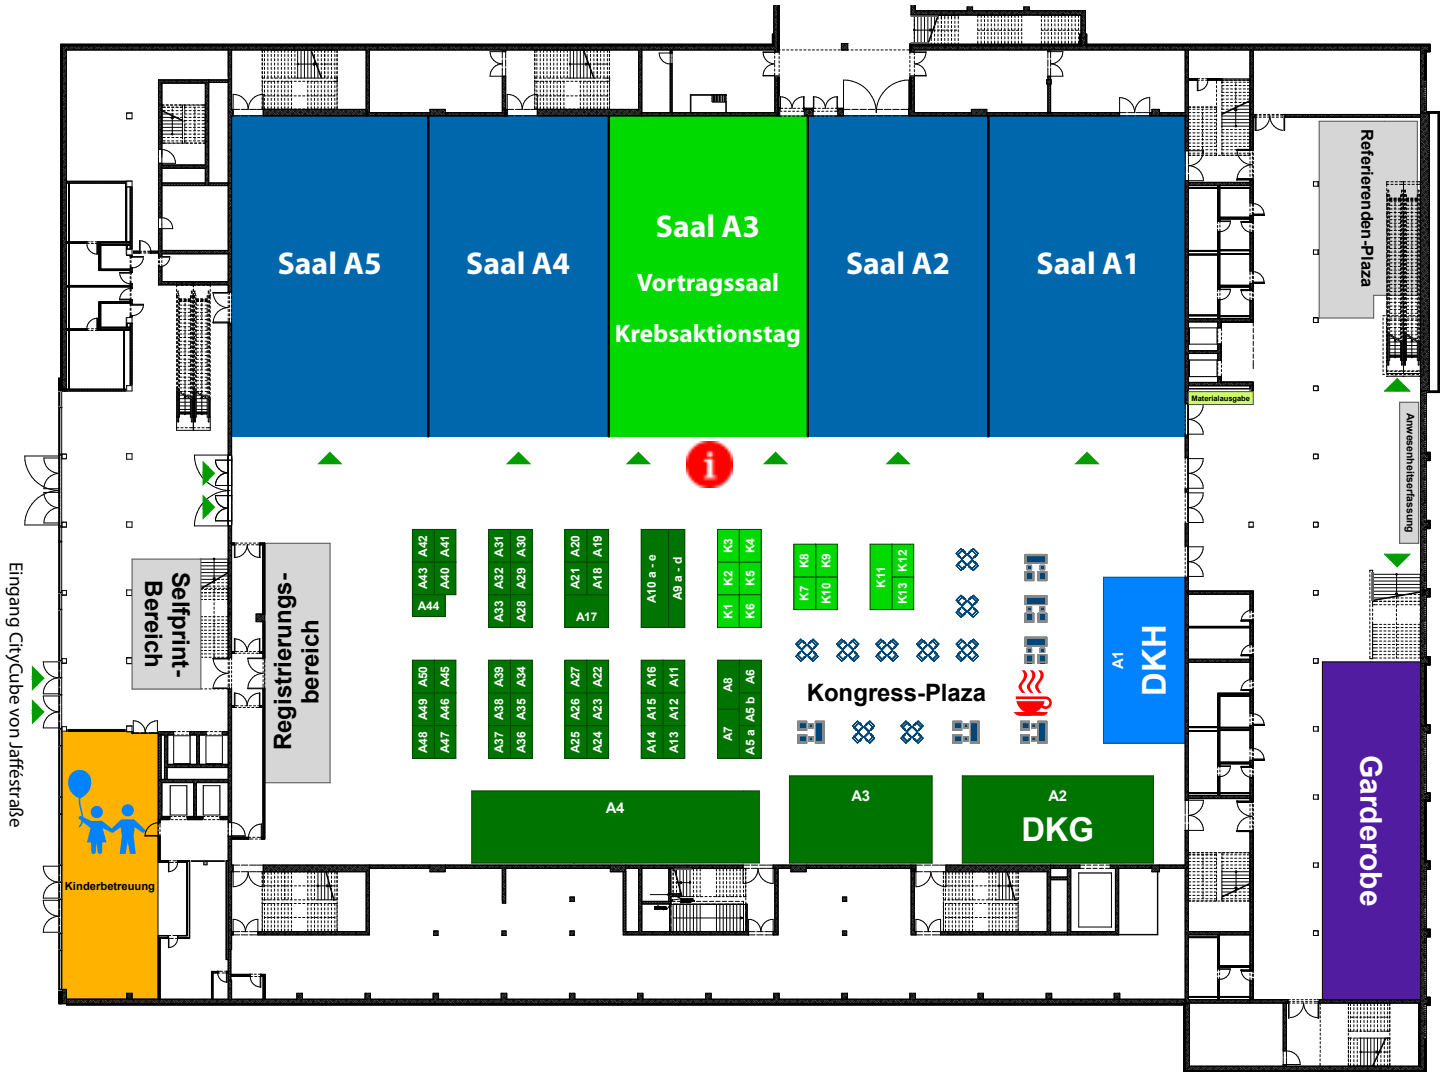 Saal A5
Saal A4
Saal A3
Vortragssaal
Krebsaktionstag
Saal A2
Saal A1
Referierenden-Plaza
Materialausgabe
Anwesenheitserfassung
i
Eingang CityCube von Jafféstraße
Selfprint-
Bereich
Registrierungs-
bereich
A42 A41
A43 A40
A44
A31 A30
A32 A29
A33 A28
A20 A19
A21 A18
A17
A10 a - e
A9 a - d
K3 K4
K2 K5
K1 K6
K8 K9
K7 K10
K11 K12
K13
A50 A45
A49 A46
A48 A47
A39 A34
A38 A35
A37 A36
A27 A22
A26 A23
A25 A24
A16 A11
A15 A12
A14 A13
A8 A6
A5 b
A7 A5 a
Kongress-Plaza
A1
DKH
A4
A3
A2
DKG
Garderobe
Kinderbetreuung